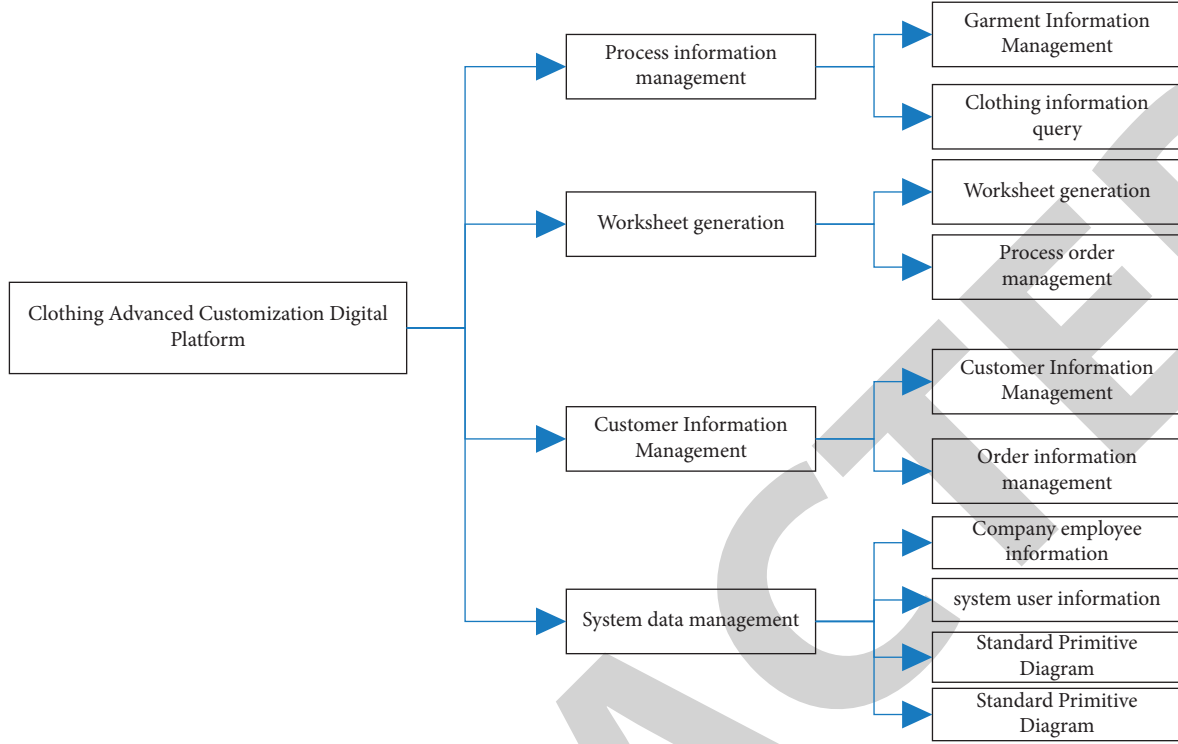 Garment Information
Management
Process information
management
Clothing information
query
Worksheet generation
Worksheet generation
Process order
management
Clothing Advanced Customization Digital
Platform
Customer Information
Management
Customer Information
Management
Order information
management
Company employee
information
System data management
system user information
Standard Primitive
Diagram
Standard Primitive
Diagram